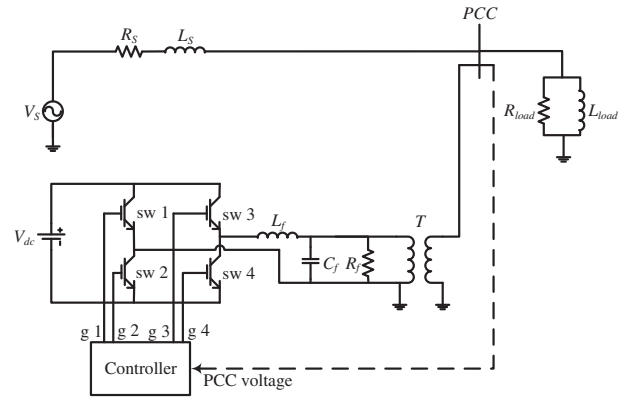 PCC
R_S
L_S
V_S
R_load
L_load
V_dc
sw 1
sw 3
sw 2
sw 4
L_f
C_f
R_f
T
g 1
g 2
g 3
g 4
Controller
PCC voltage